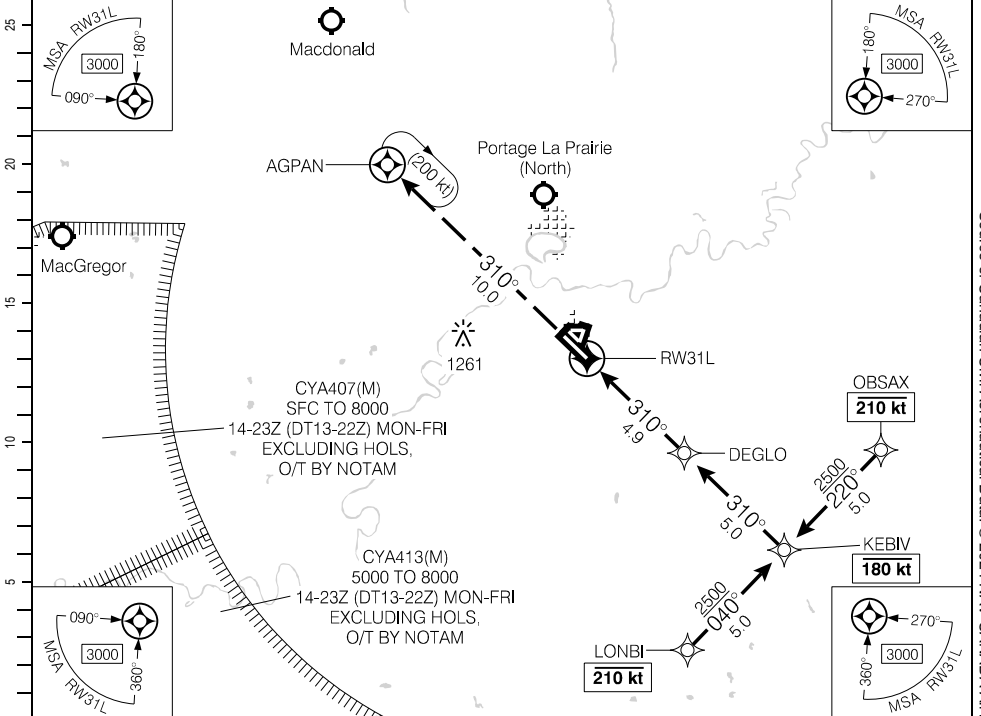 25
20
15
10
5
MSA RW31L
180°
3000
090°
Macdonald
MSA RW31L
180°
3000
270°
AGPAN
(200 kt)
Portage La Prairie
(North)
MacGregor
310°
10.0
1261
RW31L
CYA407(M)
SFC TO 8000
14-23Z (DT13-22Z) MON-FRI
EXCLUDING HOLS,
O/T BY NOTAM
310°
4.9
DEGLO
OBSAX
210 kt
2500
220°
5.0
310°
5.0
KEBIV
180 kt
CYA413(M)
5000 TO 8000
14-23Z (DT13-22Z) MON-FRI
EXCLUDING HOLS,
O/T BY NOTAM
2500
040°
5.0
LONBI
210 kt
090°
3000
360°
MSA RW31L
270°
3000
360°
MSA RW31L